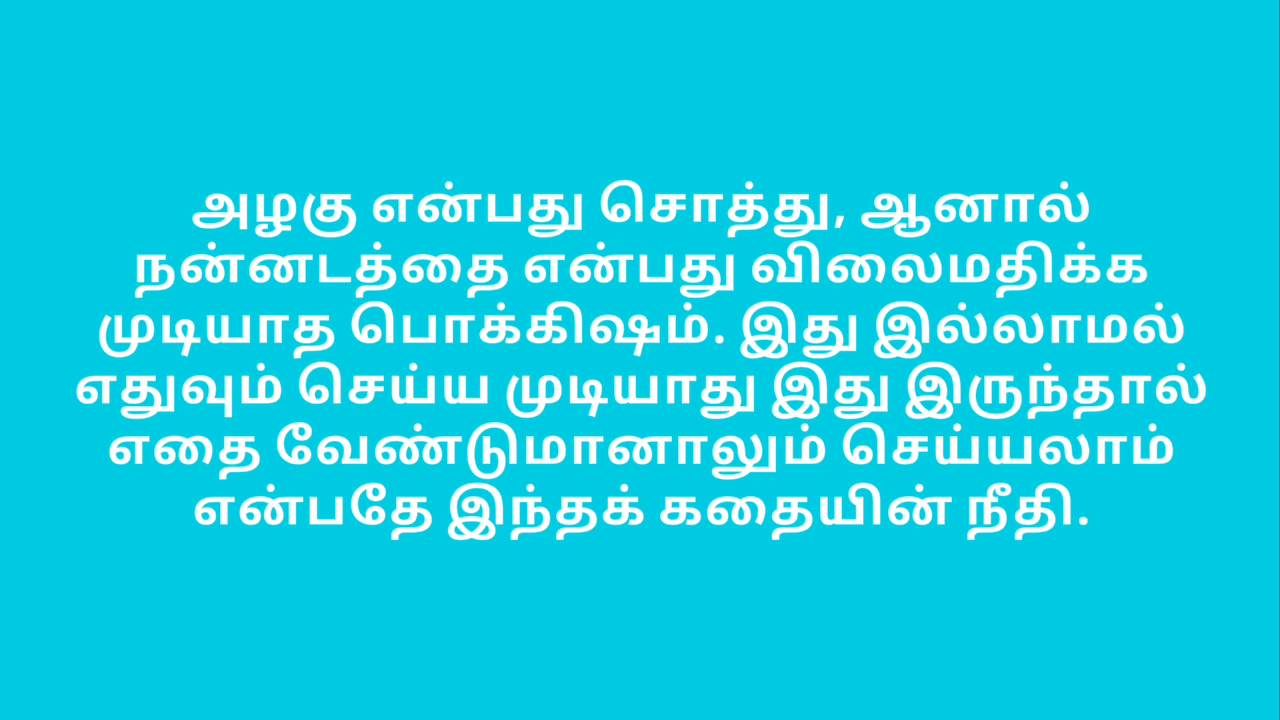 அழகு என்பது சொத்து, ஆனால்
நன்னடத்தை என்பது விலைமதிக்க
முடியாத பொக்கிஷம். இது இல்லாமல்
எதுவும் செய்ய முடியாது இது இருந்தால்
எதை வேண்டுமானாலும் செய்யலாம்
என்பதே இந்தக் கதையின் நீதி.